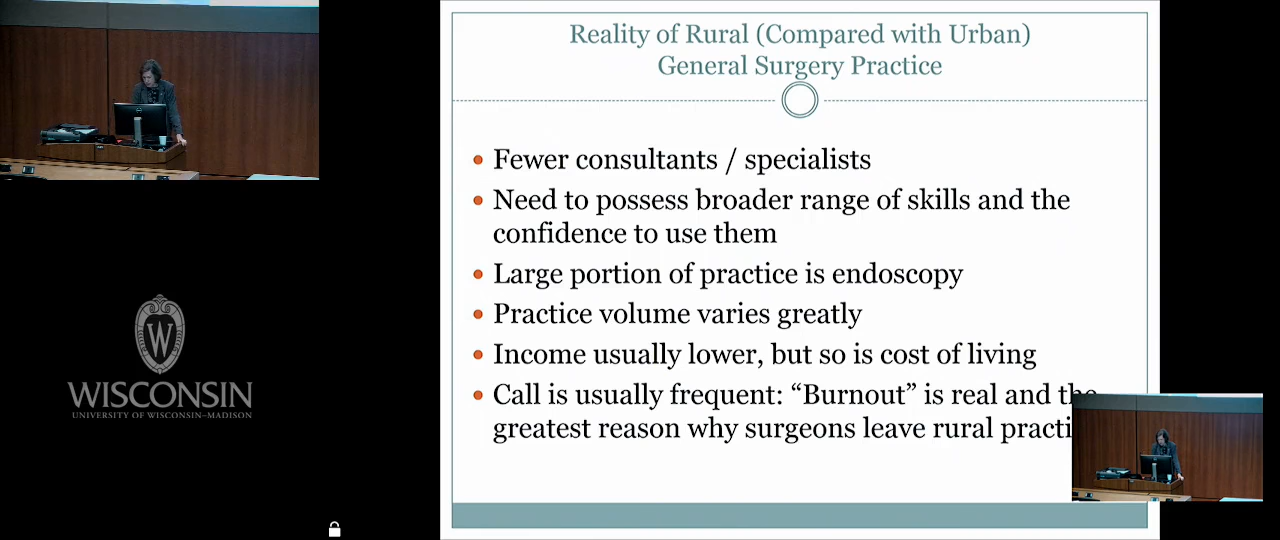 Reality of Rural (Compared with Urban)
General Surgery Practice
Fewer consultants / specialists
Need to possess broader range of skills and the
confidence to use them
Large portion of practice is endoscopy
Practice volume varies greatly
Income usually lower, but so is cost of living
Call is usually frequent: “Burnout” is real and the
greatest reason why surgeons leave rural practi
W
WISCONSIN
UNIVERSITY OF WISCONSIN–MADISON